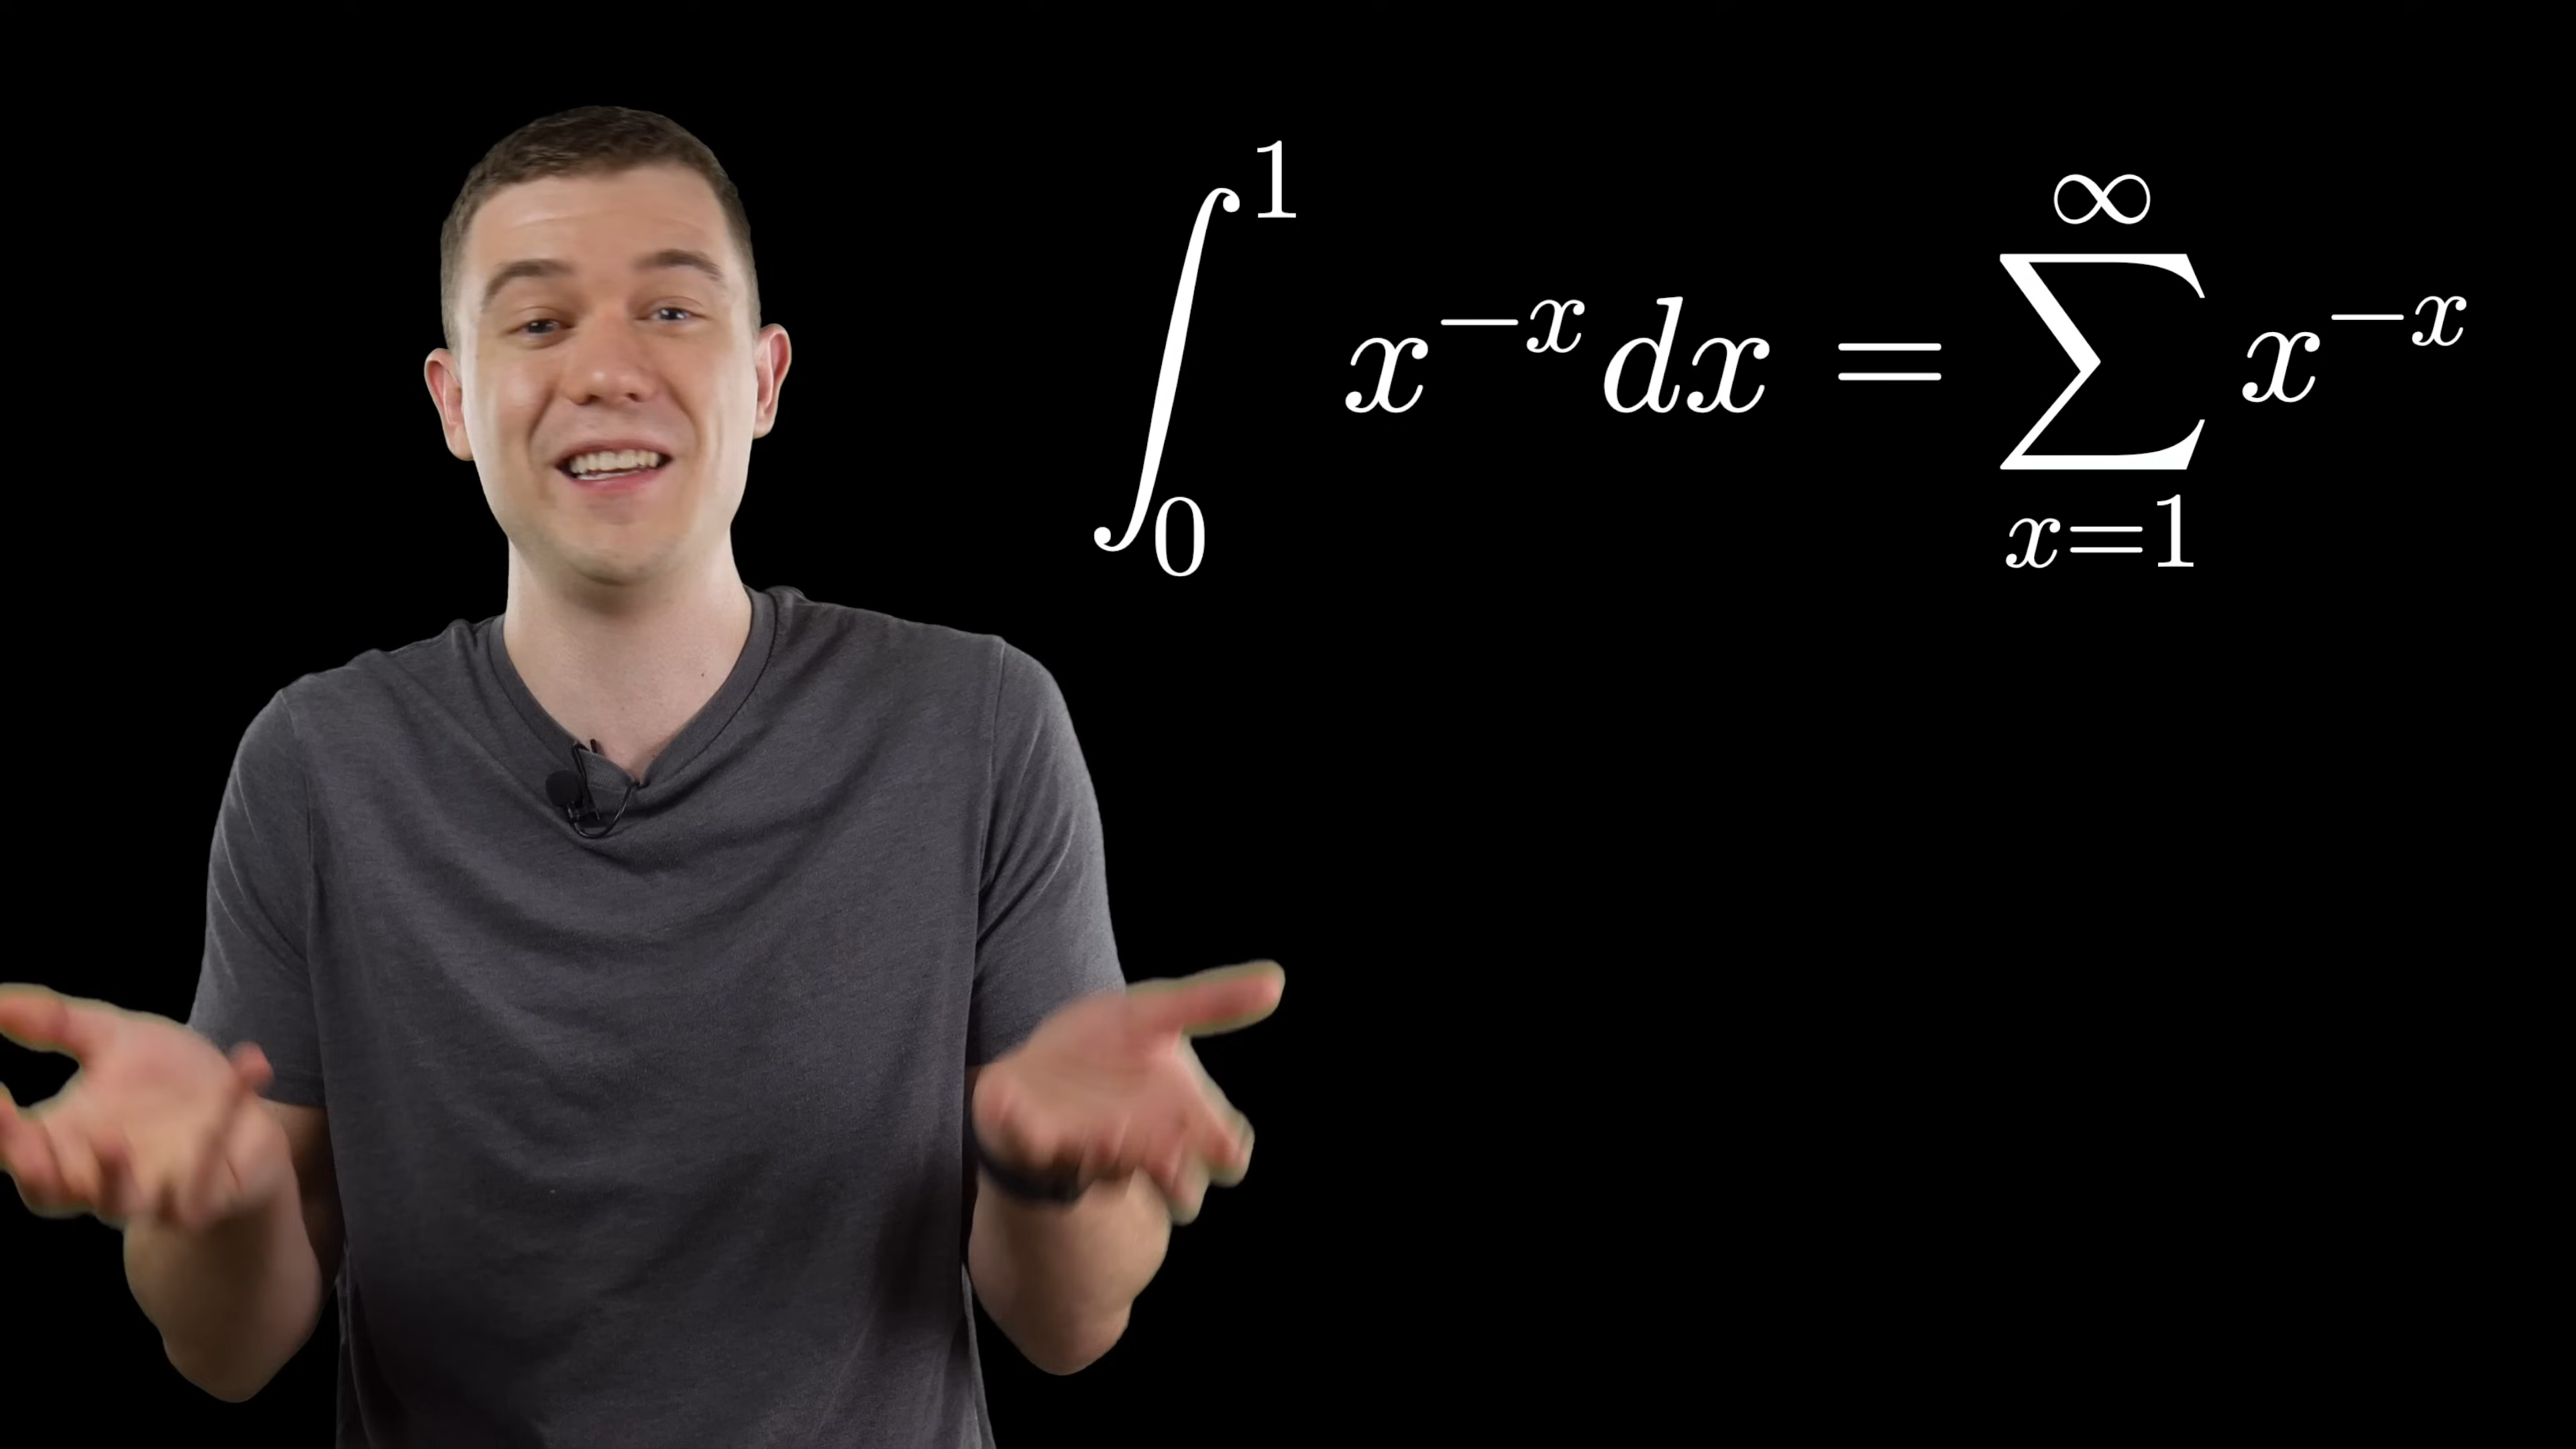 ∫₀¹ x⁻ˣ dx = ∑ₓ₌₁^∞ x⁻ˣ